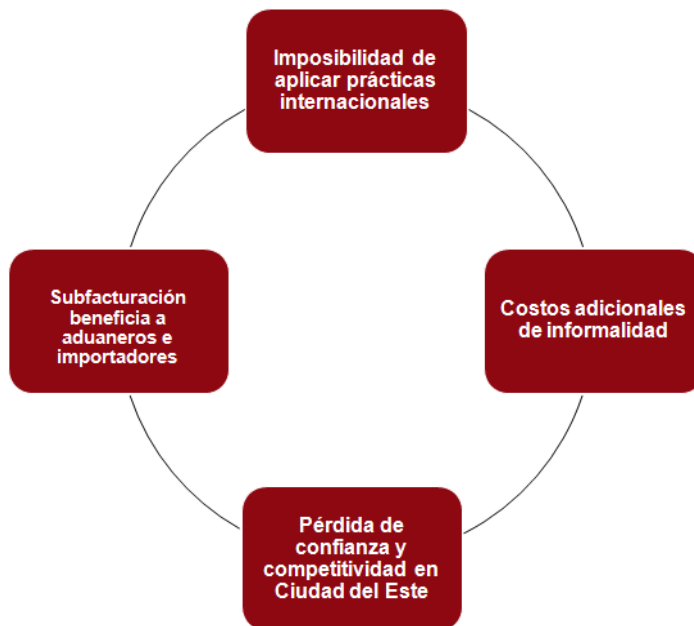 Imposibilidad de
aplicar prácticas
internacionales
Costos adicionales
de informalidad
Pérdida de
confianza y
competitividad en
Ciudad del Este
Subfacturación
beneficia a
aduaneros e
importadores